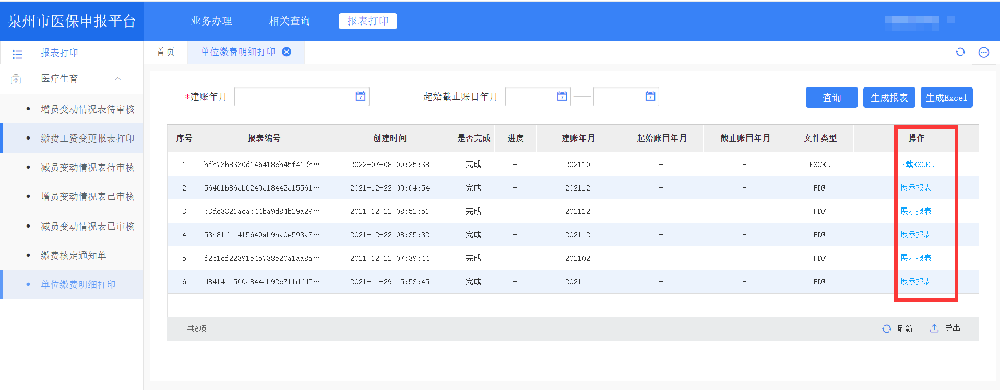 泉州市医保申报平台
业务办理 相关查询 报表打印
报表打印
首页 单位缴费明细打印
医疗生育
增员变动情况表待审核
缴费工资变更报表打印
减员变动情况表待审核
增员变动情况表已审核
减员变动情况表已审核
缴费核定通知单
单位缴费明细打印
*建账年月 7 起始截止账目年月 7 7 查询 生成报表 生成Excel
序号 报表编号 创建时间 是否完成 进度 建账年月 起始账目年月 截止账目年月 文件类型 操作
1 bfb73b8330d146418cb45f412b… 2022-07-08 09:25:38 完成 - 202110 - - EXCEL 下载EXCEL
2 5646fb86cb6249cf8442cf556f… 2021-12-22 09:04:54 完成 - 202112 - - PDF 展示报表
3 c3dc3321aeac44ba9d84b29a29… 2021-12-22 08:52:51 完成 - 202112 - - PDF 展示报表
4 53b81f11415649ab9ba0e593a3… 2021-12-22 08:35:32 完成 - 202112 - - PDF 展示报表
5 f2c1ef22391e45738e20a1aa8a… 2021-12-22 07:39:44 完成 - 202102 - - PDF 展示报表
6 d841411560c844cb92c71fdfd5… 2021-11-29 15:53:45 完成 - 202111 - - PDF 展示报表
共6项 刷新 导出